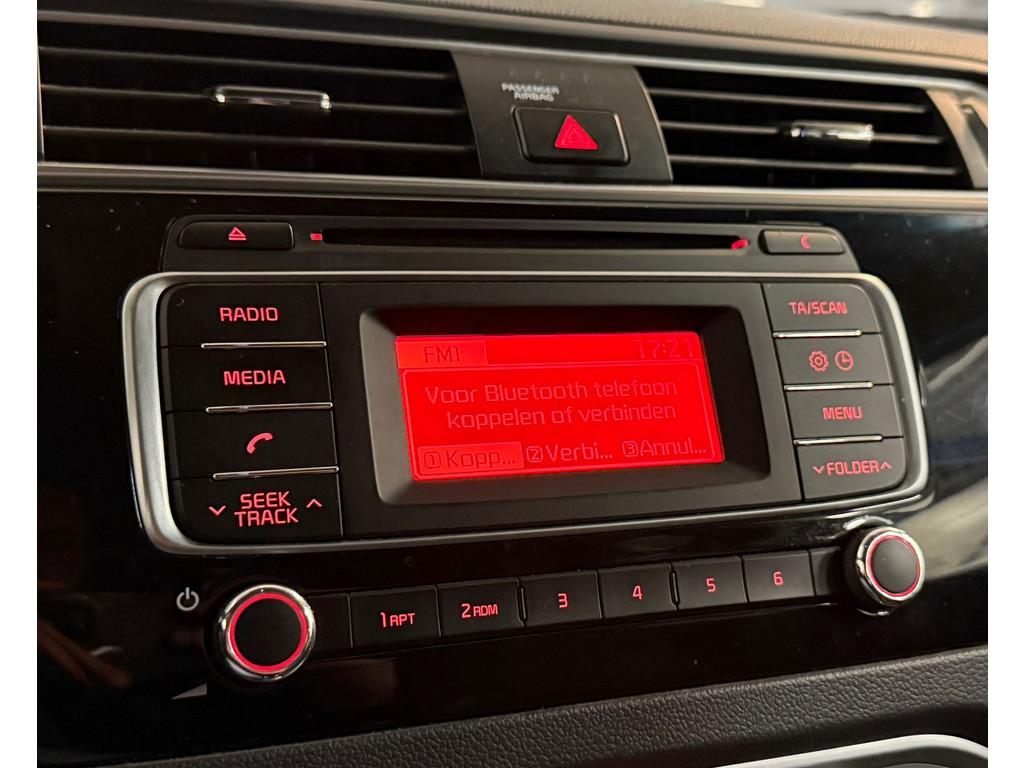 PASSENGER
AIRBAG
RADIO
MEDIA
SEEK
TRACK
FM1 17:21
Voor Bluetooth telefoon
koppelen of verbinden
1Kopp... 2Verbi... 3Annul...
TA/SCAN
MENU
FOLDER
1 RPT 2 RDM 3 4 5 6